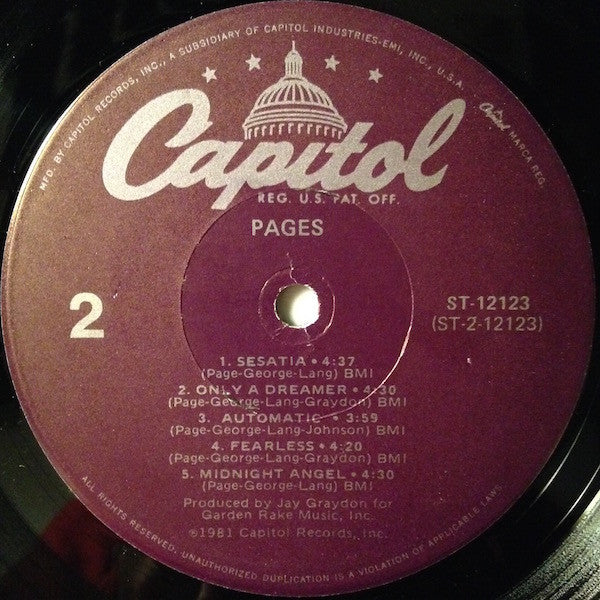 MFD. BY CAPITOL RECORDS, INC., A SUBSIDIARY OF CAPITOL INDUSTRIES-EMI, INC., U.S.A.
Capitol MARCA REG.
Capitol
REG. U.S. PAT. OFF.
PAGES
2
ST-12123
(ST-2-12123)
1. SESATIA • 4:37
(Page-George-Lang) BMI
2. ONLY A DREAMER • 4:30
(Page-George-Lang-Graydon) BMI
3. AUTOMATIC • 3:59
(Page-George-Lang-Johnson) BMI
4. FEARLESS • 4:20
(Page-George-Lang-Graydon) BMI
5. MIDNIGHT ANGEL • 4:30
(Page-George-Lang) BMI
Produced by Jay Graydon for
Garden Rake Music, Inc.
©1981 Capitol Records, Inc.
ALL RIGHTS RESERVED. UNAUTHORIZED DUPLICATION IS A VIOLATION OF APPLICABLE LAWS.